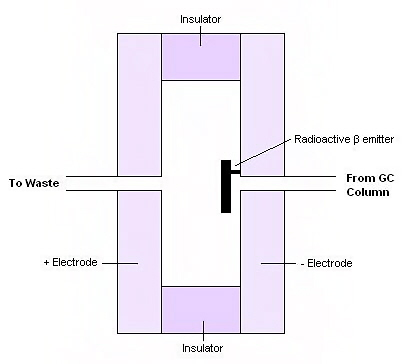 Insulator
Radioactive β emitter
To Waste
From GC
Column
+ Electrode
- Electrode
Insulator